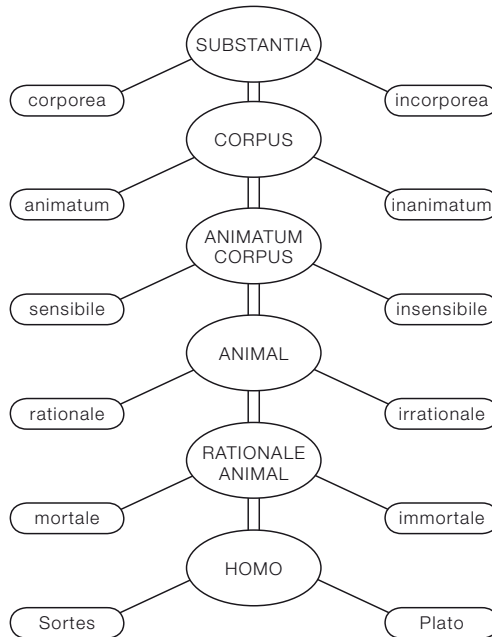 SUBSTANTIA
corporea
incorporea
CORPUS
animatum
inanimatum
ANIMATUM
CORPUS
sensibile
insensibile
ANIMAL
rationale
irrationale
RATIONALE
ANIMAL
mortale
immortale
HOMO
Sortes
Plato